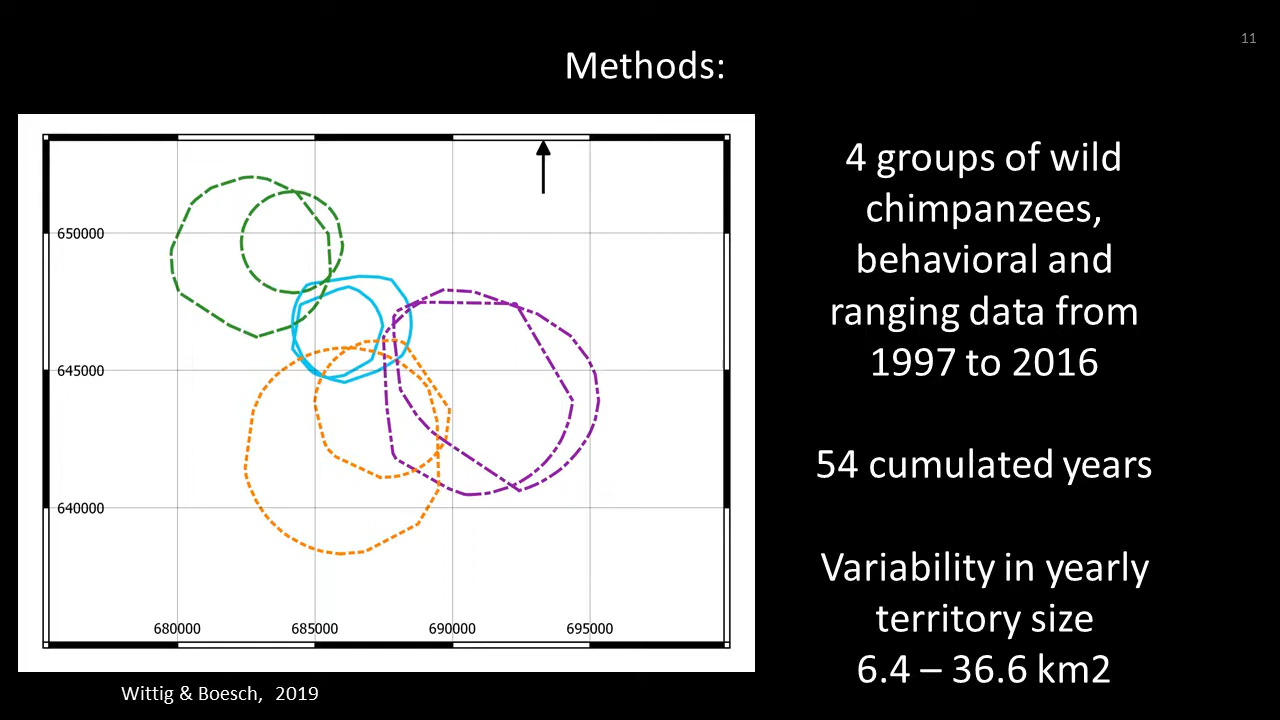 11
Methods:
650000
645000
640000
680000 685000 690000 695000
Wittig & Boesch, 2019
4 groups of wild
chimpanzees,
behavioral and
ranging data from
1997 to 2016
54 cumulated years
Variability in yearly
territory size
6.4 – 36.6 km2